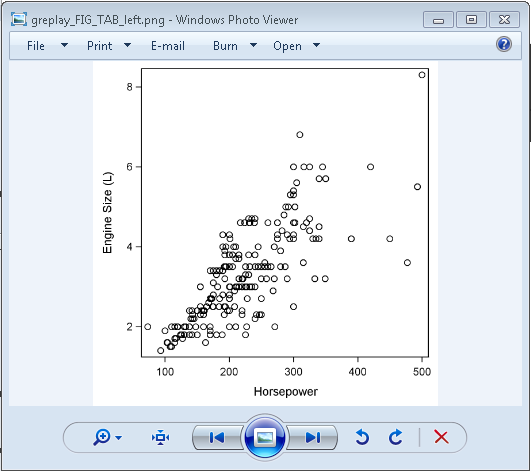 greplay_FIG_TAB_left.png - Windows Photo Viewer
File Print E-mail Burn Open
8
6
4
2
Engine Size (L)
100 200 300 400 500
Horsepower